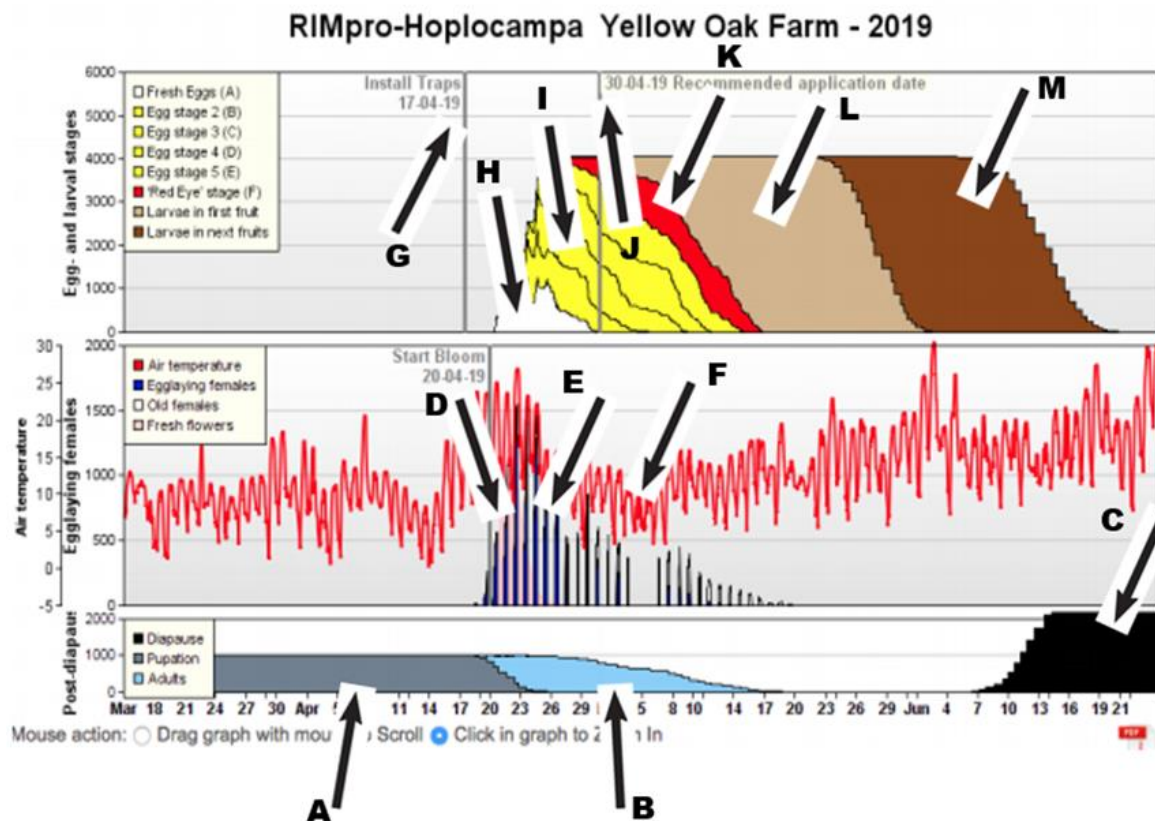 RIMpro-Hoplocampa Yellow Oak Farm - 2019
K
Install Traps
17-04-19
30-04-19 Recommended application date
I
L
M
H
G
J
Egg- and larval stages
6000
5000
4000
3000
2000
1000
0
Fresh Eggs (A)
Egg stage 2 (B)
Egg stage 3 (C)
Egg stage 4 (D)
Egg stage 5 (E)
'Red Eye' stage (F)
Larvae in first fruit
Larvae in next fruits
Start Bloom
20-04-19
D
E
F
C
Air temperature
30
25
20
15
10
5
0
-5
Egglaying females
2000
1500
1000
500
0
Air temperature
Egglaying females
Old females
Fresh flowers
Post-diapaus
2000
1000
0
Diapause
Pupation
Adults
Mar 18 21 24 27 30 Apr 11 14 17 20 23 26 29 5 8 10 14 17 20 23 26 29 Jun 4 7 10 13 16 19 21
Mouse action: Drag graph with mou Scroll Click in graph to Z In
PDF
A
B